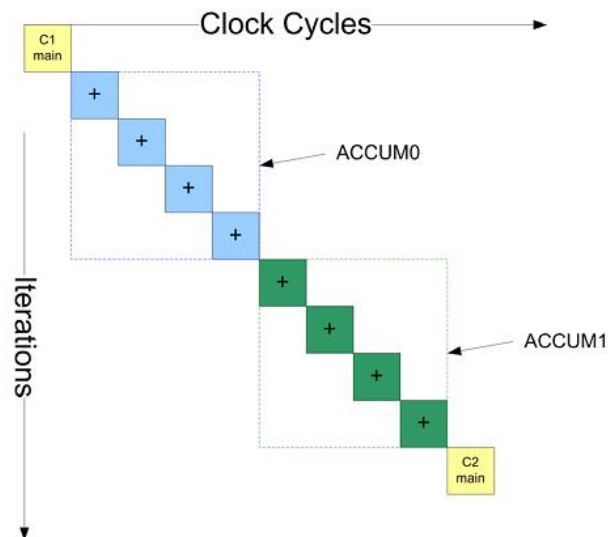 Clock Cycles
C1
main
+
+
ACCUM0
+
+
Iterations
+
+
ACCUM1
+
+
C2
main